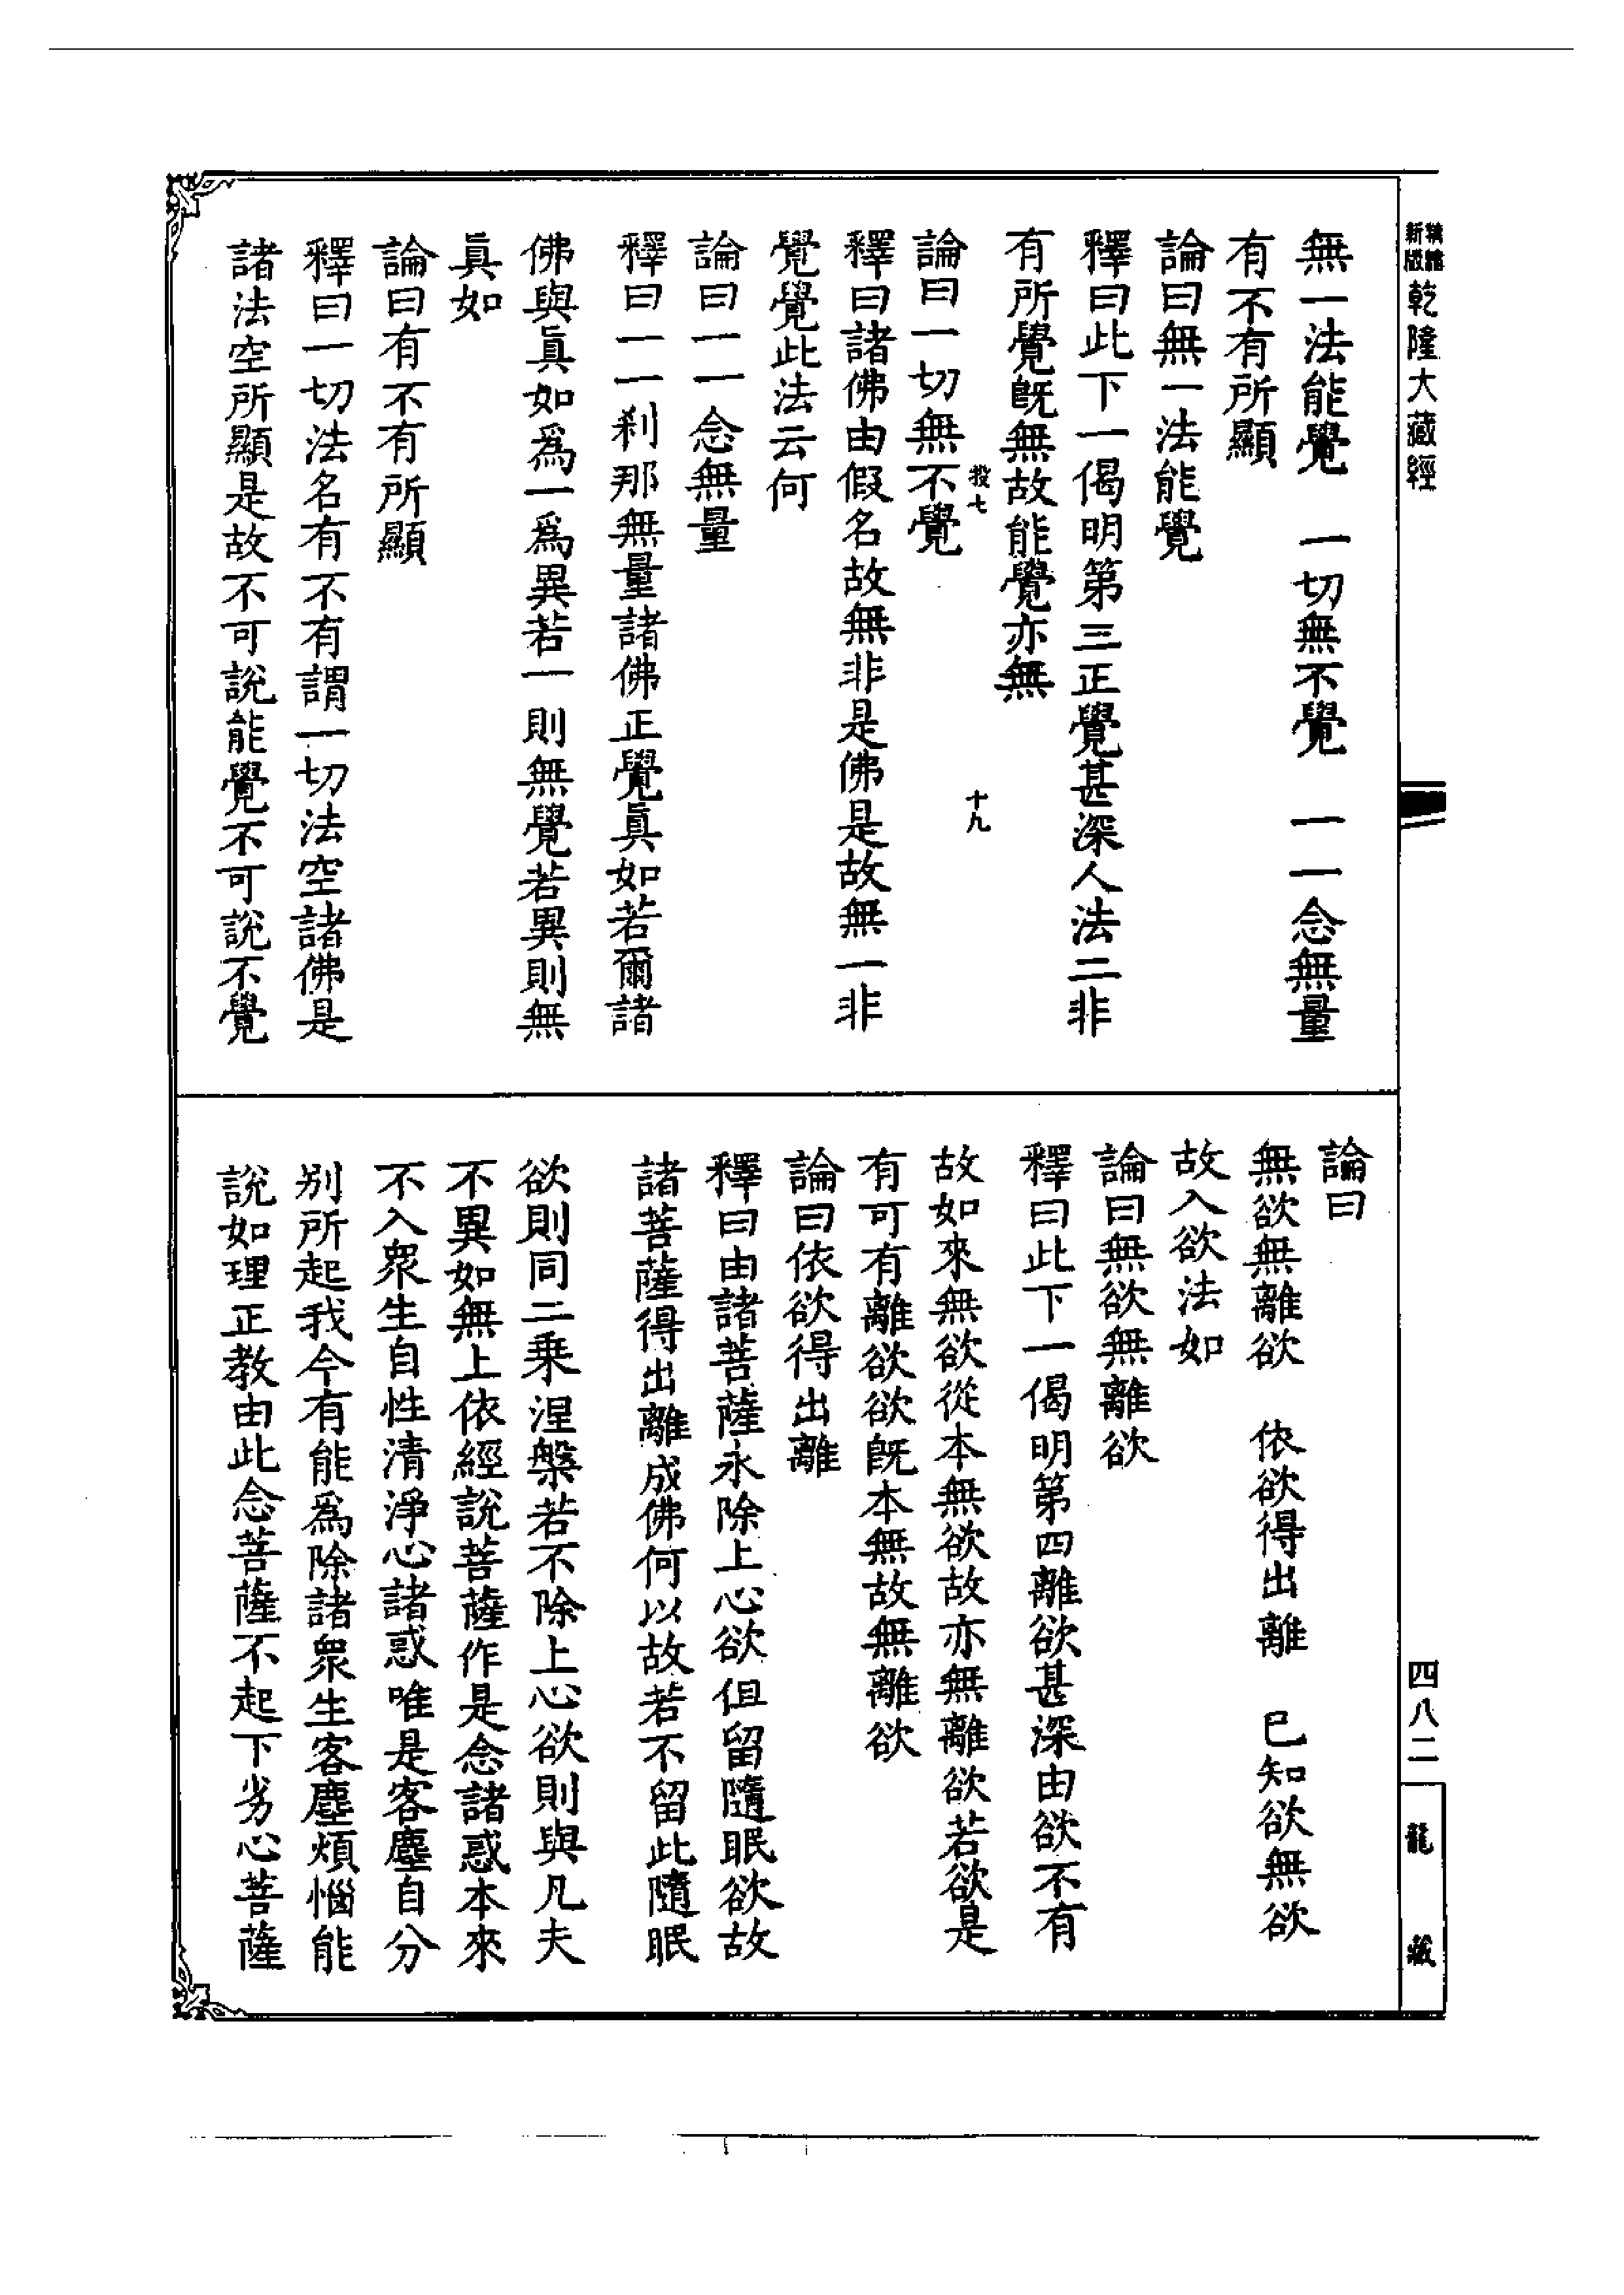 新版
乾隆大藏經
無一法能覺　一切無不覺　一一念無量
有不有所顯
論曰無一法能覺
釋曰此下一偈明第三正覺甚深人法二非
有所覺旣無故能覺亦無
投七　十九
論曰一切無不覺
釋曰諸佛由假名故無非是佛是故無一非
覺覺此法云何
論曰一一念無量
釋曰一一刹那無量諸佛正覺真如若爾諸
佛與真如爲一爲異若一則無覺若異則無
真如
論曰有不有所顯
釋曰一切法名有不有謂一切法空諸佛是
諸法空所顯是故不可說能覺不可說不覺
論曰
無欲無離欲　依欲得出離　已知欲無欲
故入欲法如
論曰無欲無離欲
釋曰此下一偈明第四離欲甚深由欲不有
故如來無欲從本無欲故亦無離欲若欲是
有可有離欲欲旣本無故無離欲
論曰依欲得出離
釋曰由諸菩薩永除上心欲但留隨眠欲故
諸菩薩得出離成佛何以故若不留此隨眠
欲則同二乘涅槃若不除上心欲則與凡夫
不異如無上依經說菩薩作是念諸惑本來
不入眾生自性清淨心諸惑唯是客塵自分
别所起我今有能爲除諸眾生客塵煩惱能
說如理正教由此念菩薩不起下劣心菩薩
四八二
龍藏